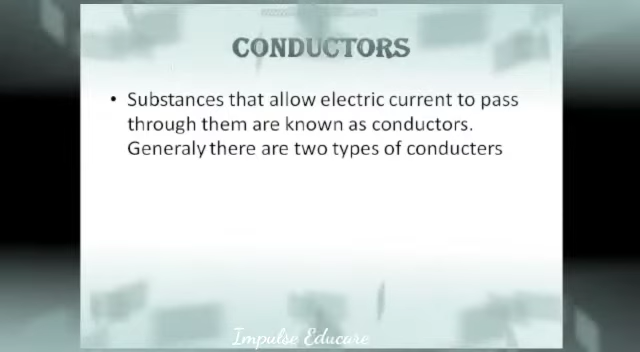 CONDUCTORS
• Substances that allow electric current to pass
through them are known as conductors.
Generaly there are two types of conducters
Impulse Educare